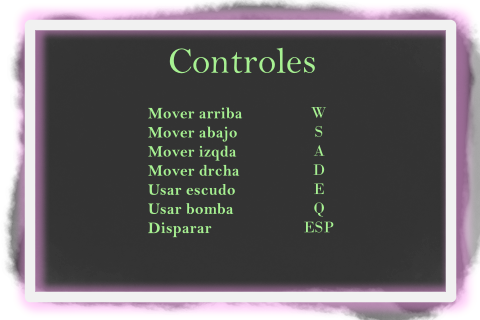 Controles
Mover arriba W
Mover abajo S
Mover izqda A
Mover drcha D
Usar escudo E
Usar bomba Q
Disparar ESP